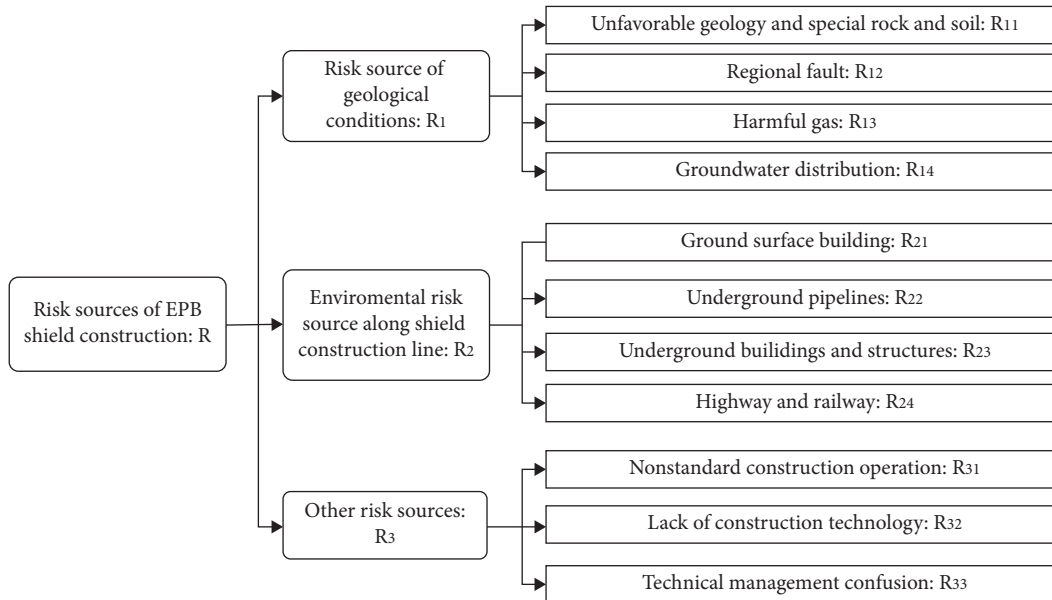 Risk sources of EPB
shield construction: R
Risk source of
geological
conditions: R1
Unfavorable geology and special rock and soil: R11
Regional fault: R12
Harmful gas: R13
Groundwater distribution: R14
Enviromental risk
source along shield
construction line: R2
Ground surface building: R21
Underground pipelines: R22
Underground builidings and structures: R23
Highway and railway: R24
Other risk sources:
R3
Nonstandard construction operation: R31
Lack of construction technology: R32
Technical management confusion: R33